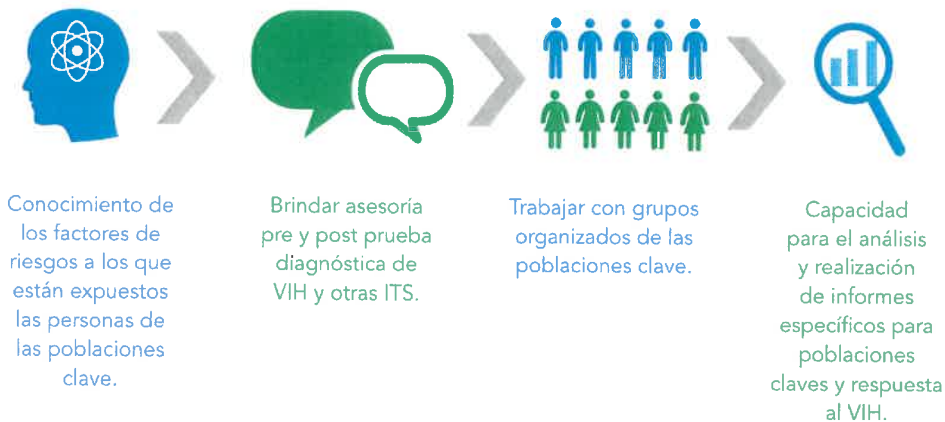 Conocimiento de
los factores de
riesgos a los que
están expuestos
las personas de
las poblaciones
clave.
Brindar asesoría
pre y post prueba
diagnóstica de
VIH y otras ITS.
Trabajar con grupos
organizados de las
poblaciones clave.
Capacidad
para el análisis
y realización
de informes
específicos para
poblaciones
claves y respuesta
al VIH.